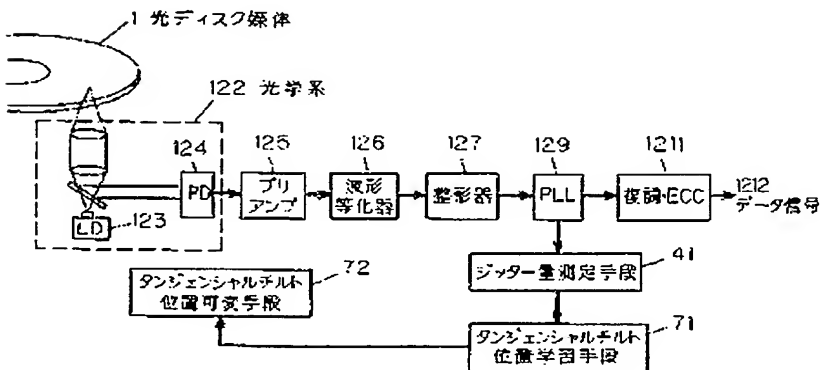 1 光ディスク媒体
122 光学系
124
125
126
127
129
1211
PD
プリ
アンプ
波形
等化器
整形器
PLL
復調・ECC
1212
データ信号
LD
123
72
タンジェンシャルチルト
位置可変手段
ジッター量測定手段
41
71
タンジェンシャルチルト
位置学習手段